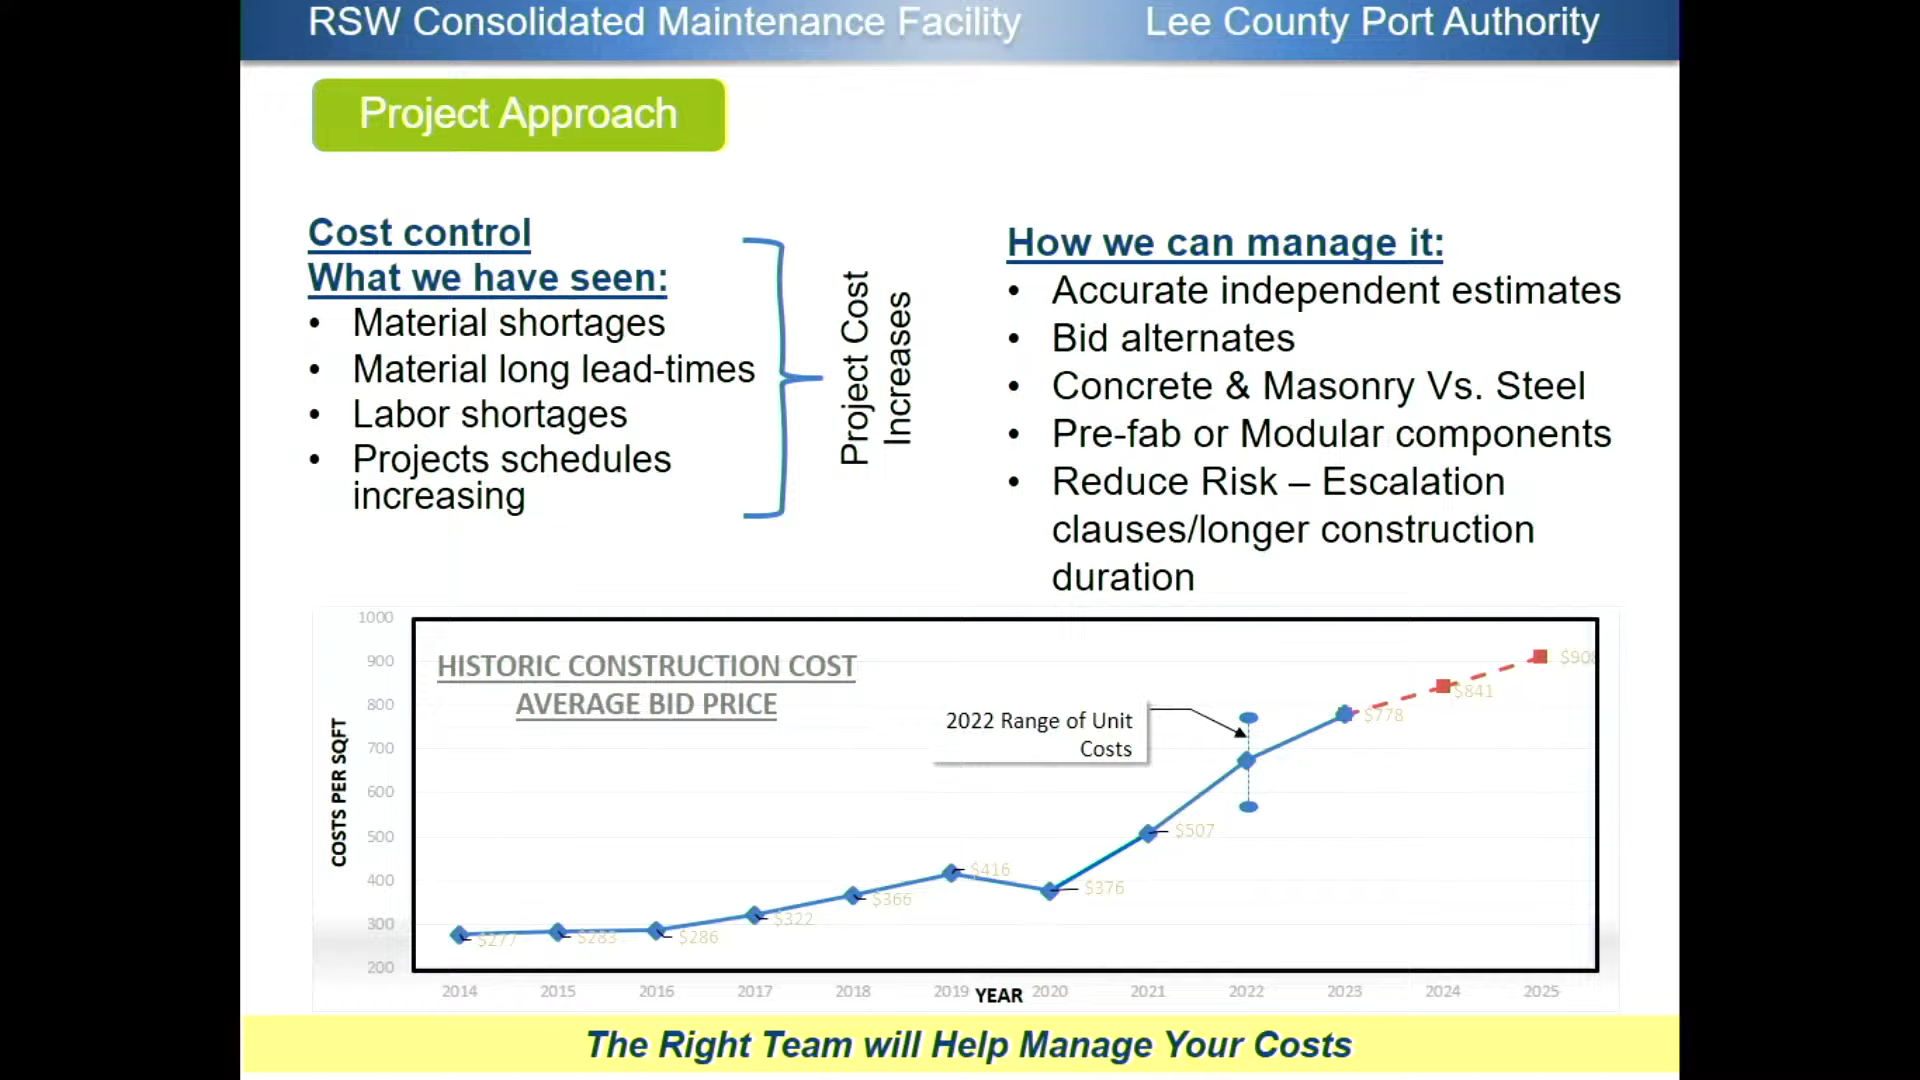 RSW Consolidated Maintenance Facility Lee County Port Authority
Project Approach
Cost control
What we have seen:
• Material shortages
• Material long lead-times
• Labor shortages
• Projects schedules
increasing
Project Cost
Increases
How we can manage it:
• Accurate independent estimates
• Bid alternates
• Concrete & Masonry Vs. Steel
• Pre-fab or Modular components
• Reduce Risk – Escalation
clauses/longer construction
duration
HISTORIC CONSTRUCTION COST
AVERAGE BID PRICE
COSTS PER SQFT
1000
900
800
700
600
500
400
300
200
2022 Range of Unit
Costs
$277
$283
$286
$322
$366
$416
$376
$507
$778
$841
$908
2014 2015 2016 2017 2018 2019 YEAR 2020 2021 2022 2023 2024 2025
The Right Team will Help Manage Your Costs